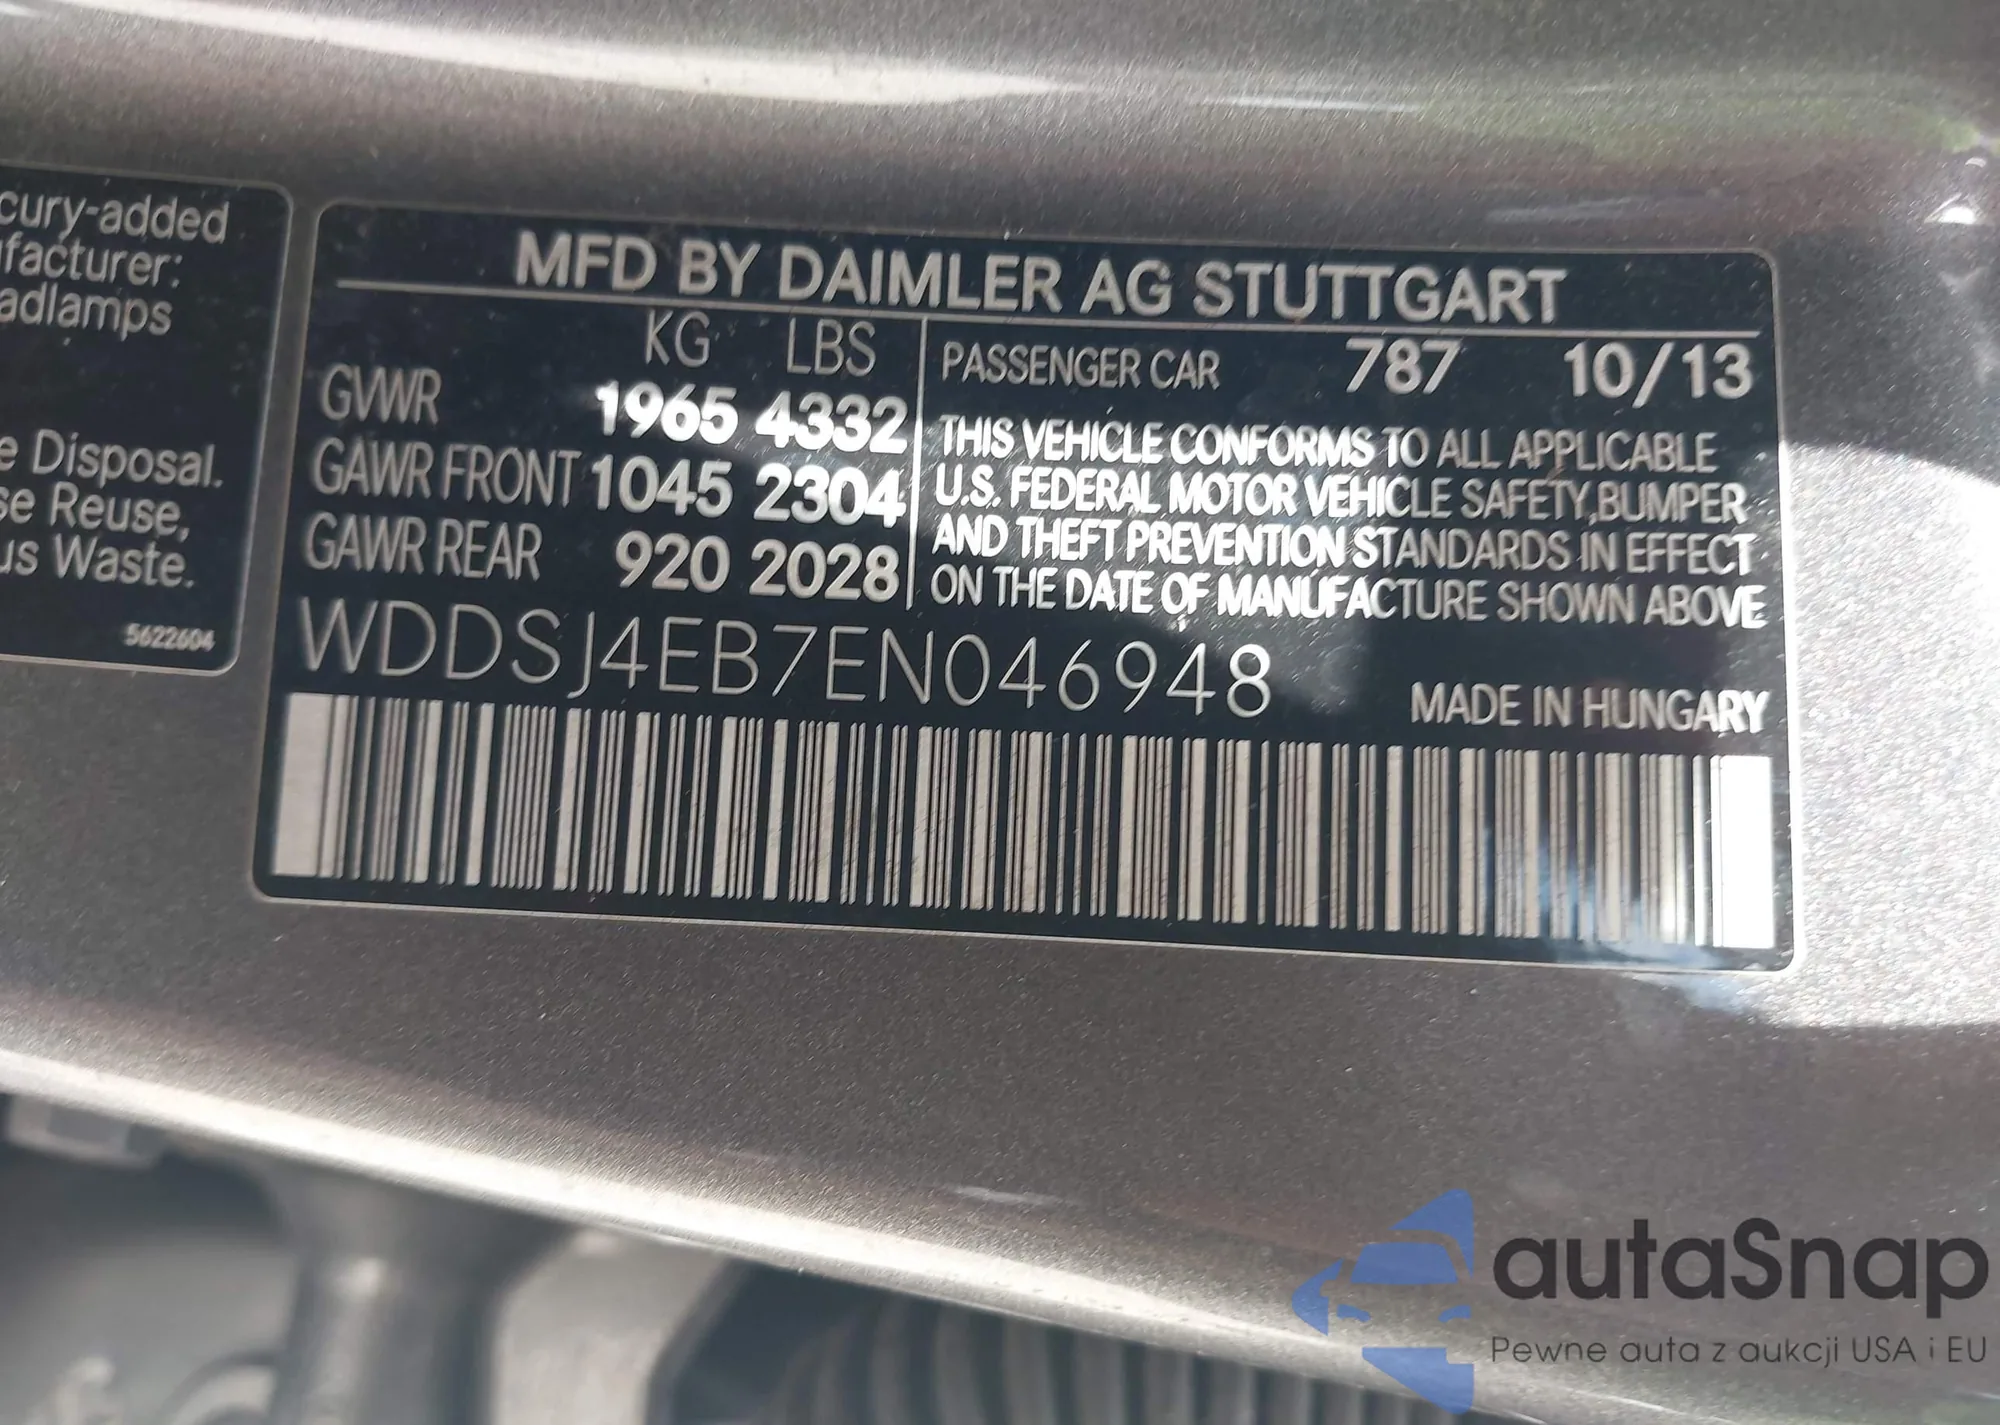 cury-added
facturer:
adlamps
e Disposal.
se Reuse,
us Waste.
5622604
MFD BY DAIMLER AG STUTTGART
KG LBS
GVWR 1965 4332
GAWR FRONT 1045 2304
GAWR REAR 920 2028
PASSENGER CAR 787 10/13
THIS VEHICLE CONFORMS TO ALL APPLICABLE
U.S. FEDERAL MOTOR VEHICLE SAFETY,BUMPER
AND THEFT PREVENTION STANDARDS IN EFFECT
ON THE DATE OF MANUFACTURE SHOWN ABOVE
WDDSJ4EB7EN046948
MADE IN HUNGARY
autaSnap
Pewne auta z aukcji USA i EU